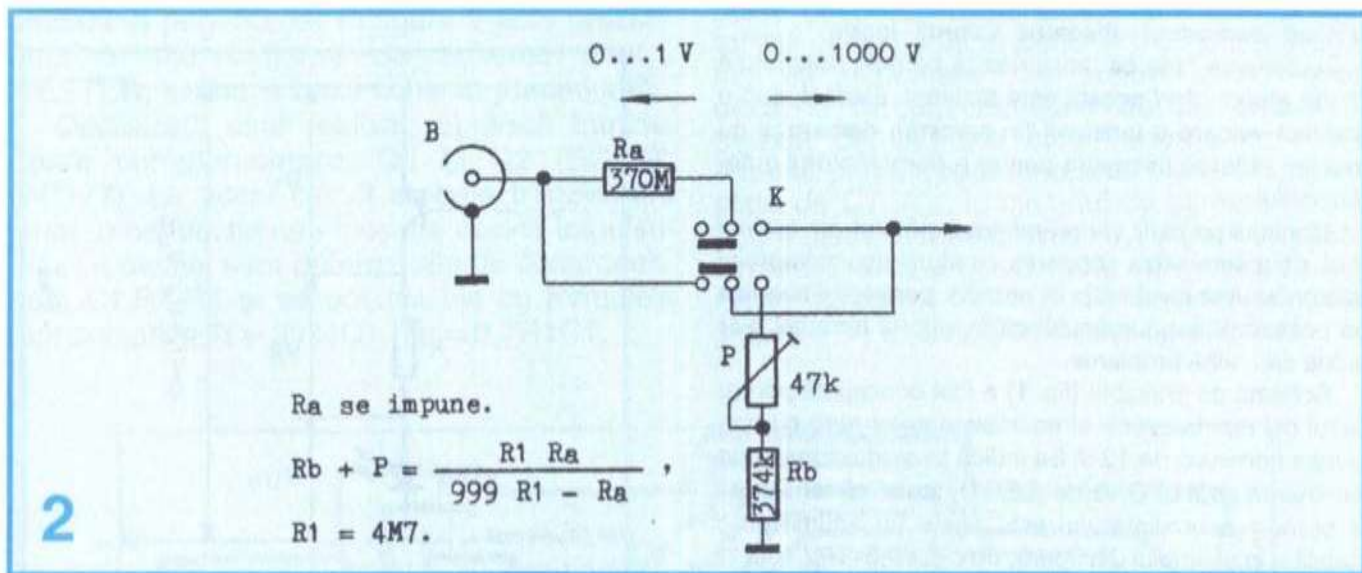 0...1 V 0...1000 V
B
Ra
370M
K
P
47k
374k
Rb
Ra se impune.
Rb + P = R1 Ra / 999 R1 - Ra ,
R1 = 4M7.
2